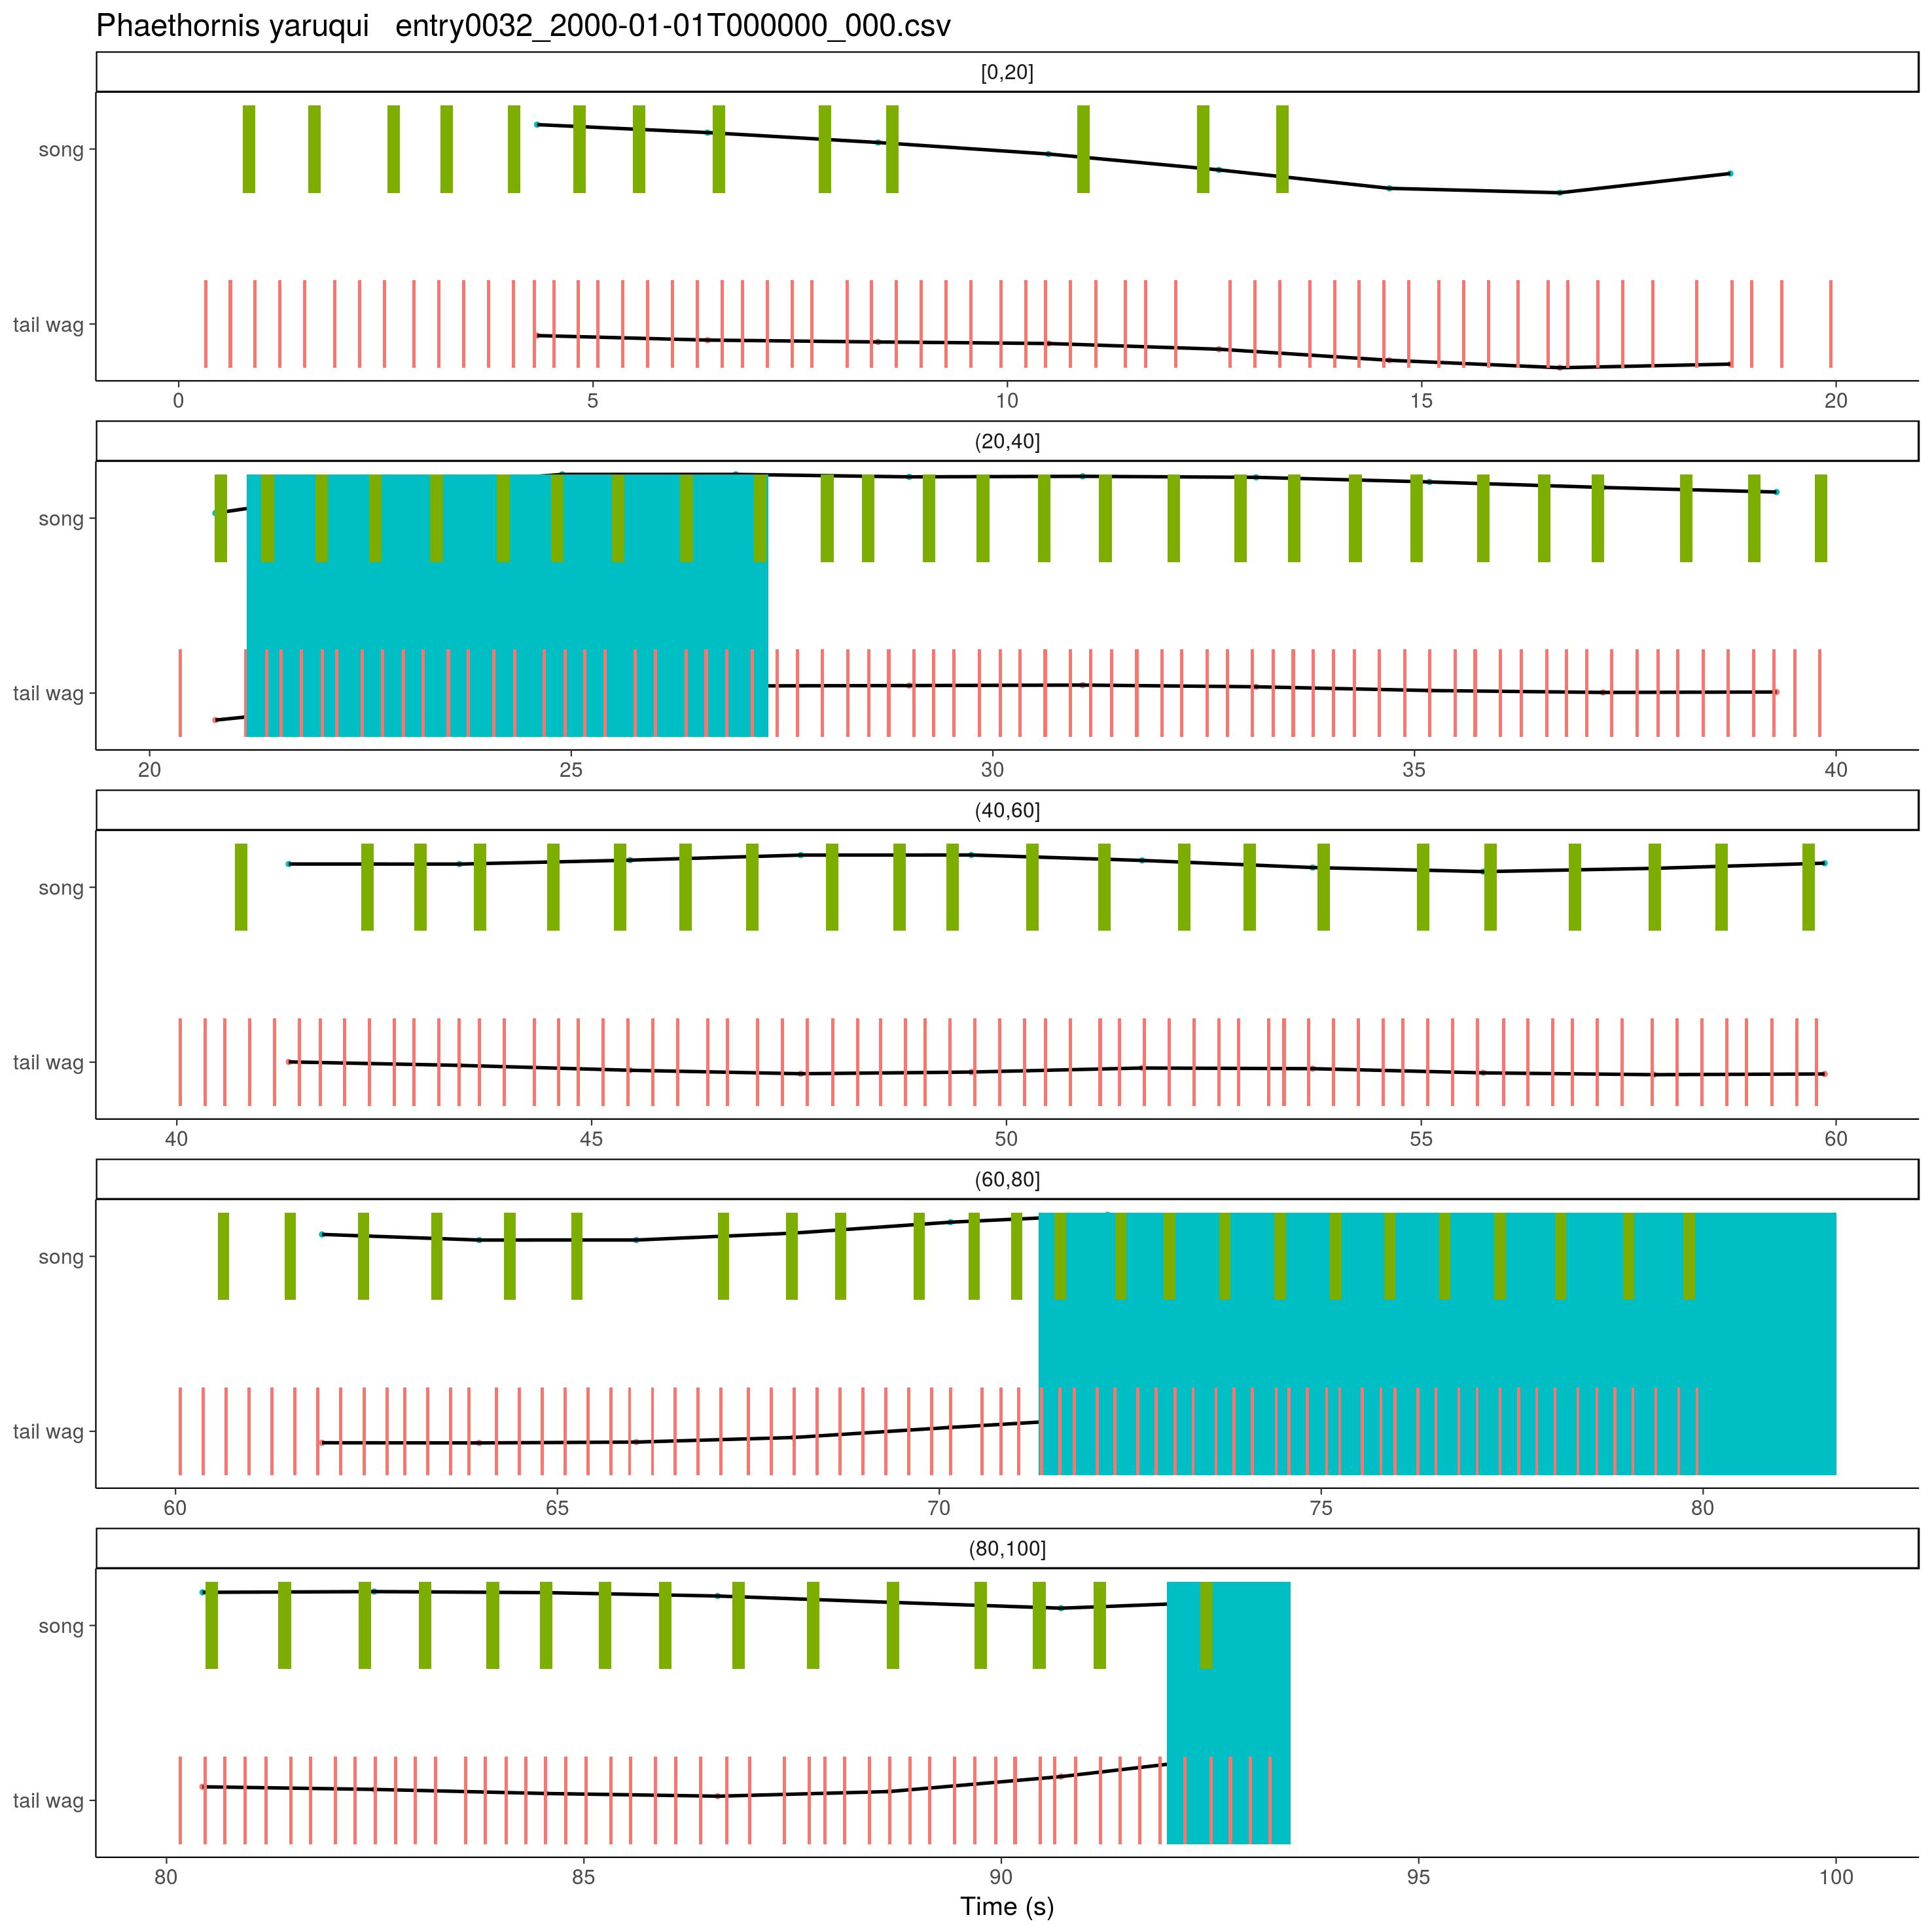 Phaethornis yaruqui   entry0032_2000-01-01T000000_000.csv
[0,20]
song
tail wag
0 5 10 15 20
(20,40]
song
tail wag
20 25 30 35 40
(40,60]
song
tail wag
40 45 50 55 60
(60,80]
song
tail wag
60 65 70 75 80
(80,100]
song
tail wag
80 85 90 95 100
Time (s)